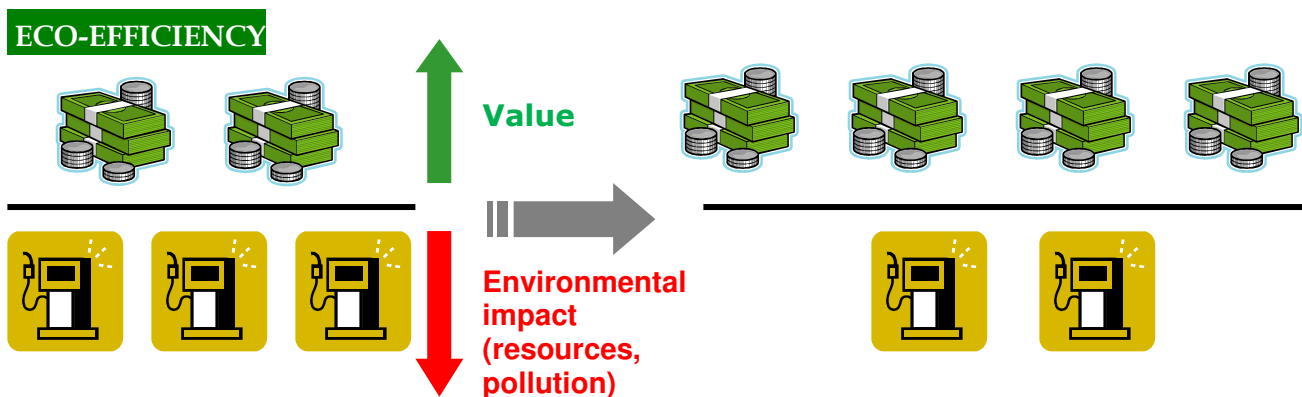 ECO-EFFICIENCY
Value
Environmental
impact
(resources,
pollution)